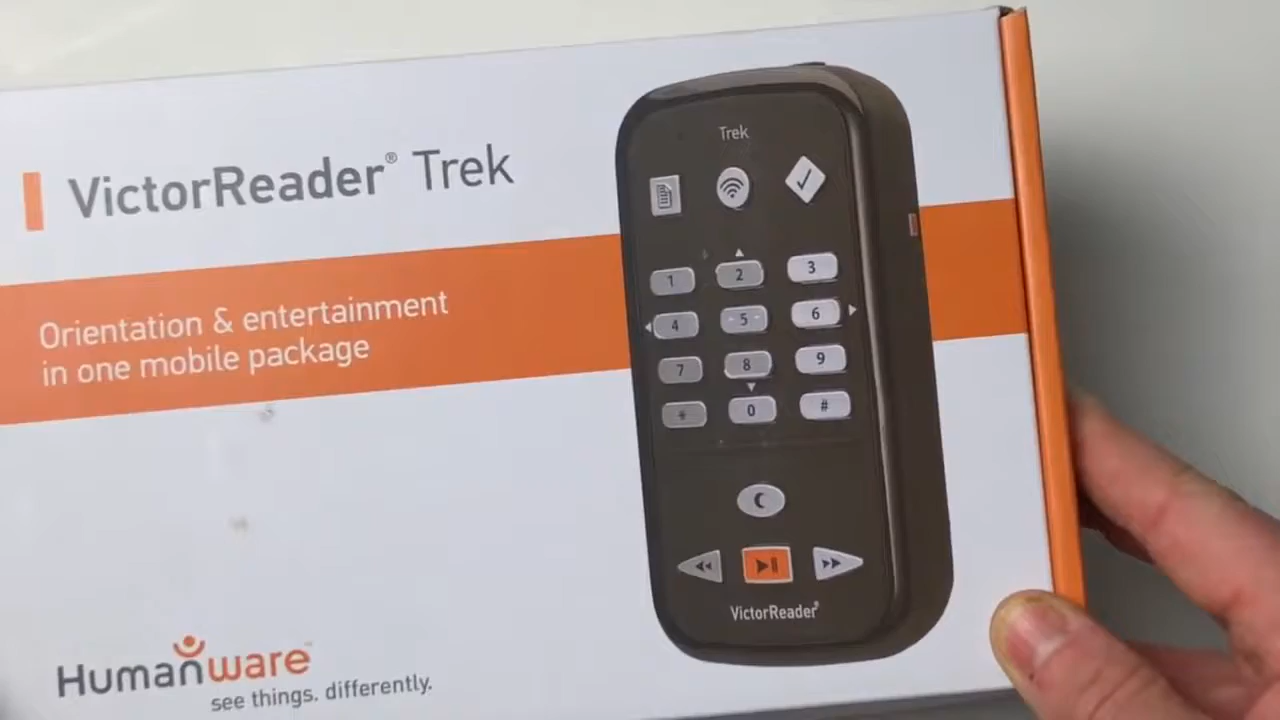 VictorReader® Trek
Orientation & entertainment
in one mobile package
Humanware™
see things. differently.
Trek
1 2 3
4 5 6
7 8 9
* 0 #
VictorReader®